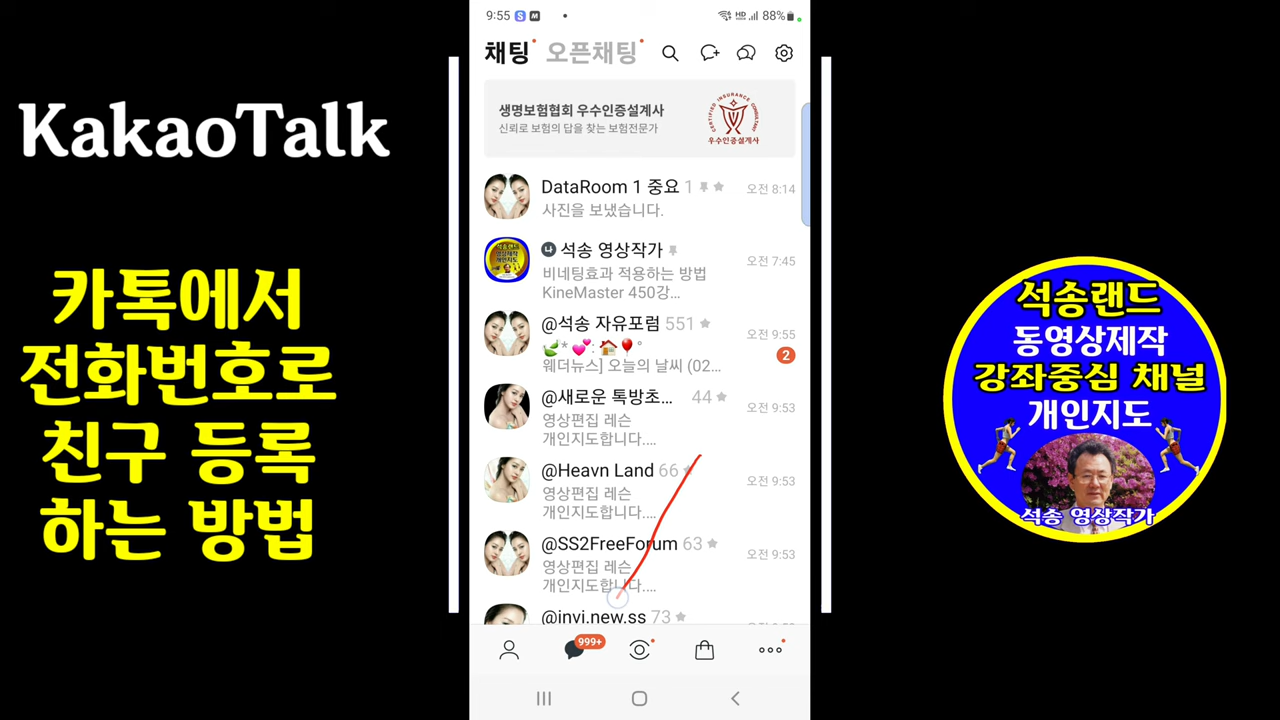 KakaoTalk
카톡에서
전화번호로
친구 등록
하는 방법
9:55
88%
채팅 오픈채팅
생명보험협회 우수인증설계사
신뢰로 보험의 답을 찾는 보험전문가
CERTIFIED INSURANCE CONSULTANT
우수인증설계사
DataRoom 1 중요 1
오전 8:14
사진을 보냈습니다.
나 석송 영상작가
오전 7:45
비네팅효과 적용하는 방법
KineMaster 450강...
@석송 자유포럼 551
오전 9:55
웨더뉴스] 오늘의 날씨 (02...
2
@새로운 톡방초... 44
오전 9:53
영상편집 레슨
개인지도합니다....
@Heavn Land 66
오전 9:53
영상편집 레슨
개인지도합니다....
@SS2FreeForum 63
오전 9:53
영상편집 레슨
개인지도합니다....
@invi.new.ss 73
999+
석송랜드
동영상제작
강좌중심 채널
개인지도
석송 영상작가